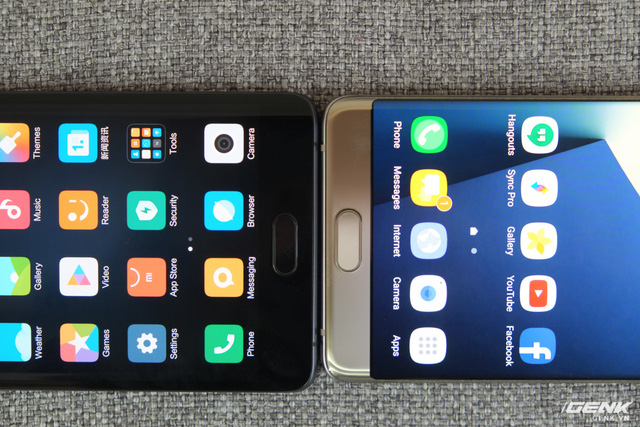 Weather Gallery Music Themes
Games Video Reader 新闻资讯
Settings App Store Security Tools
Phone Messaging Browser Camera
Hangouts Sync Pro Gallery YouTube Facebook
1
Phone Messages Internet Camera Apps
GENK
GENK.VN